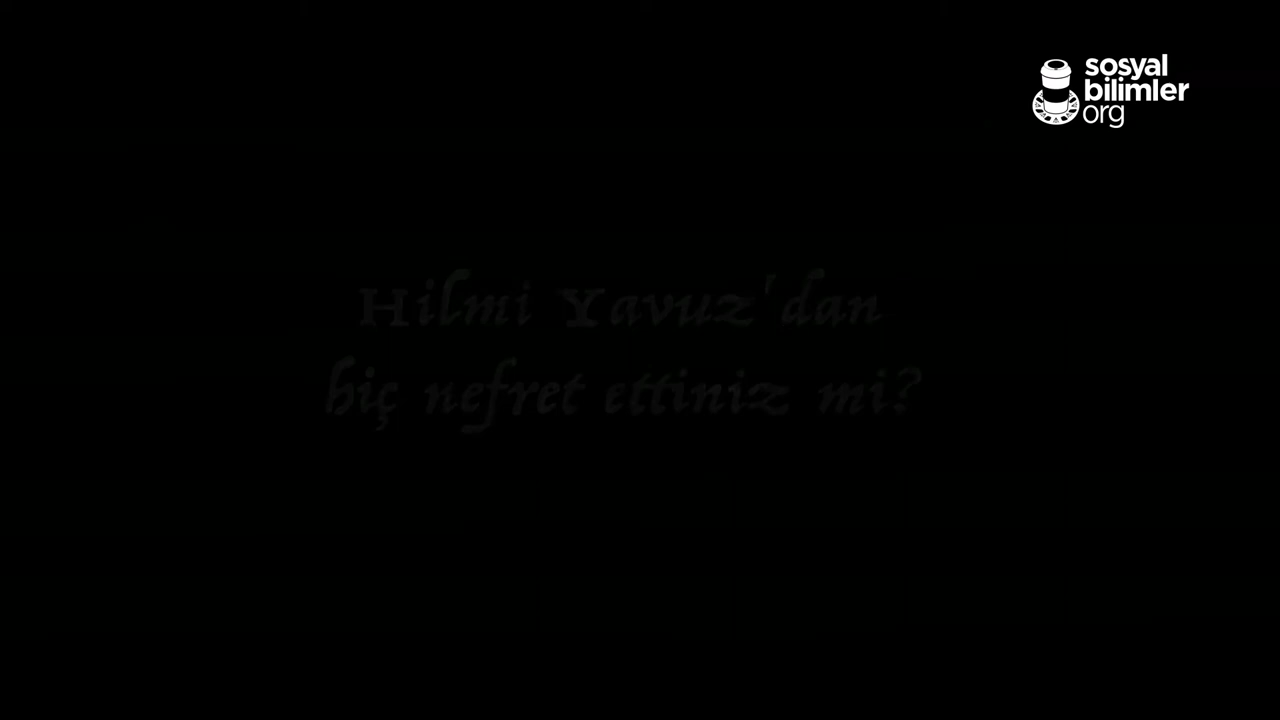 sosyal
bilimler
org
Hilmi Yavuz'dan
hiç nefret ettiniz mi?